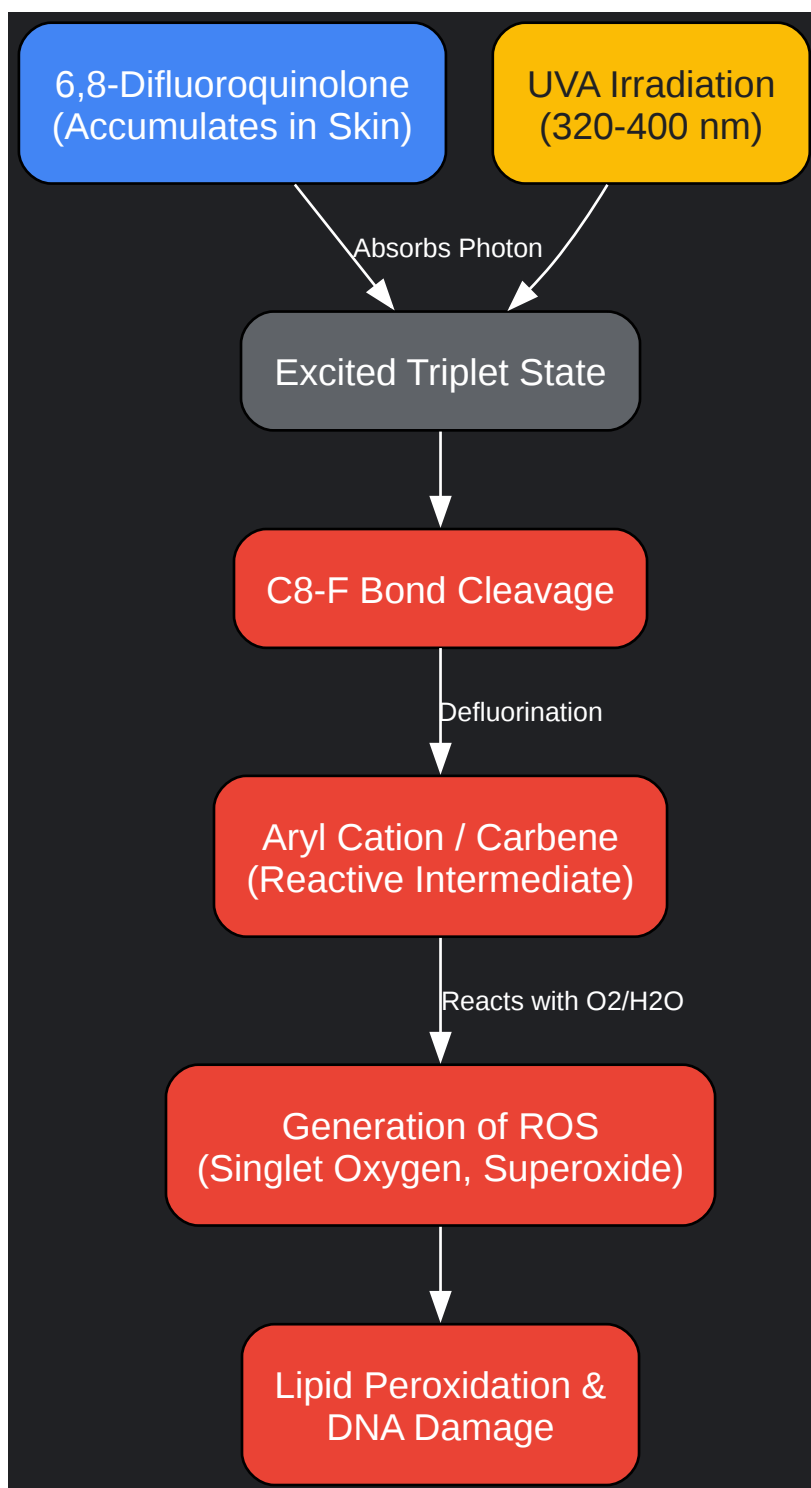 6,8-Difluoroquinolone
(Accumulates in Skin)
UVA Irradiation
(320-400 nm)
Absorbs Photon
Excited Triplet State
C8-F Bond Cleavage
Defluorination
Aryl Cation / Carbene
(Reactive Intermediate)
Reacts with O2/H2O
Generation of ROS
(Singlet Oxygen, Superoxide)
Lipid Peroxidation &
DNA Damage